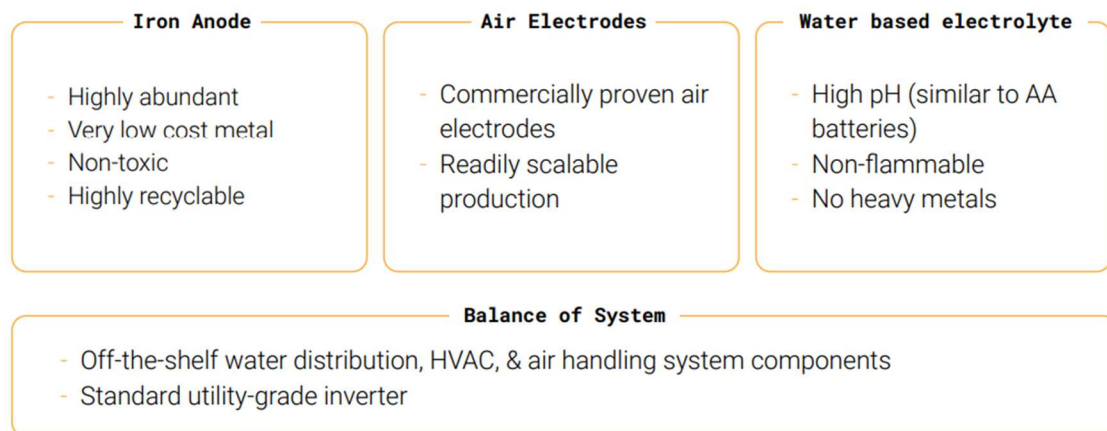 Iron Anode
- Highly abundant
- Very low cost metal
- Non-toxic
- Highly recyclable
Air Electrodes
- Commercially proven air
electrodes
- Readily scalable
production
Water based electrolyte
- High pH (similar to AA
batteries)
- Non-flammable
- No heavy metals
Balance of System
- Off-the-shelf water distribution, HVAC, & air handling system components
- Standard utility-grade inverter